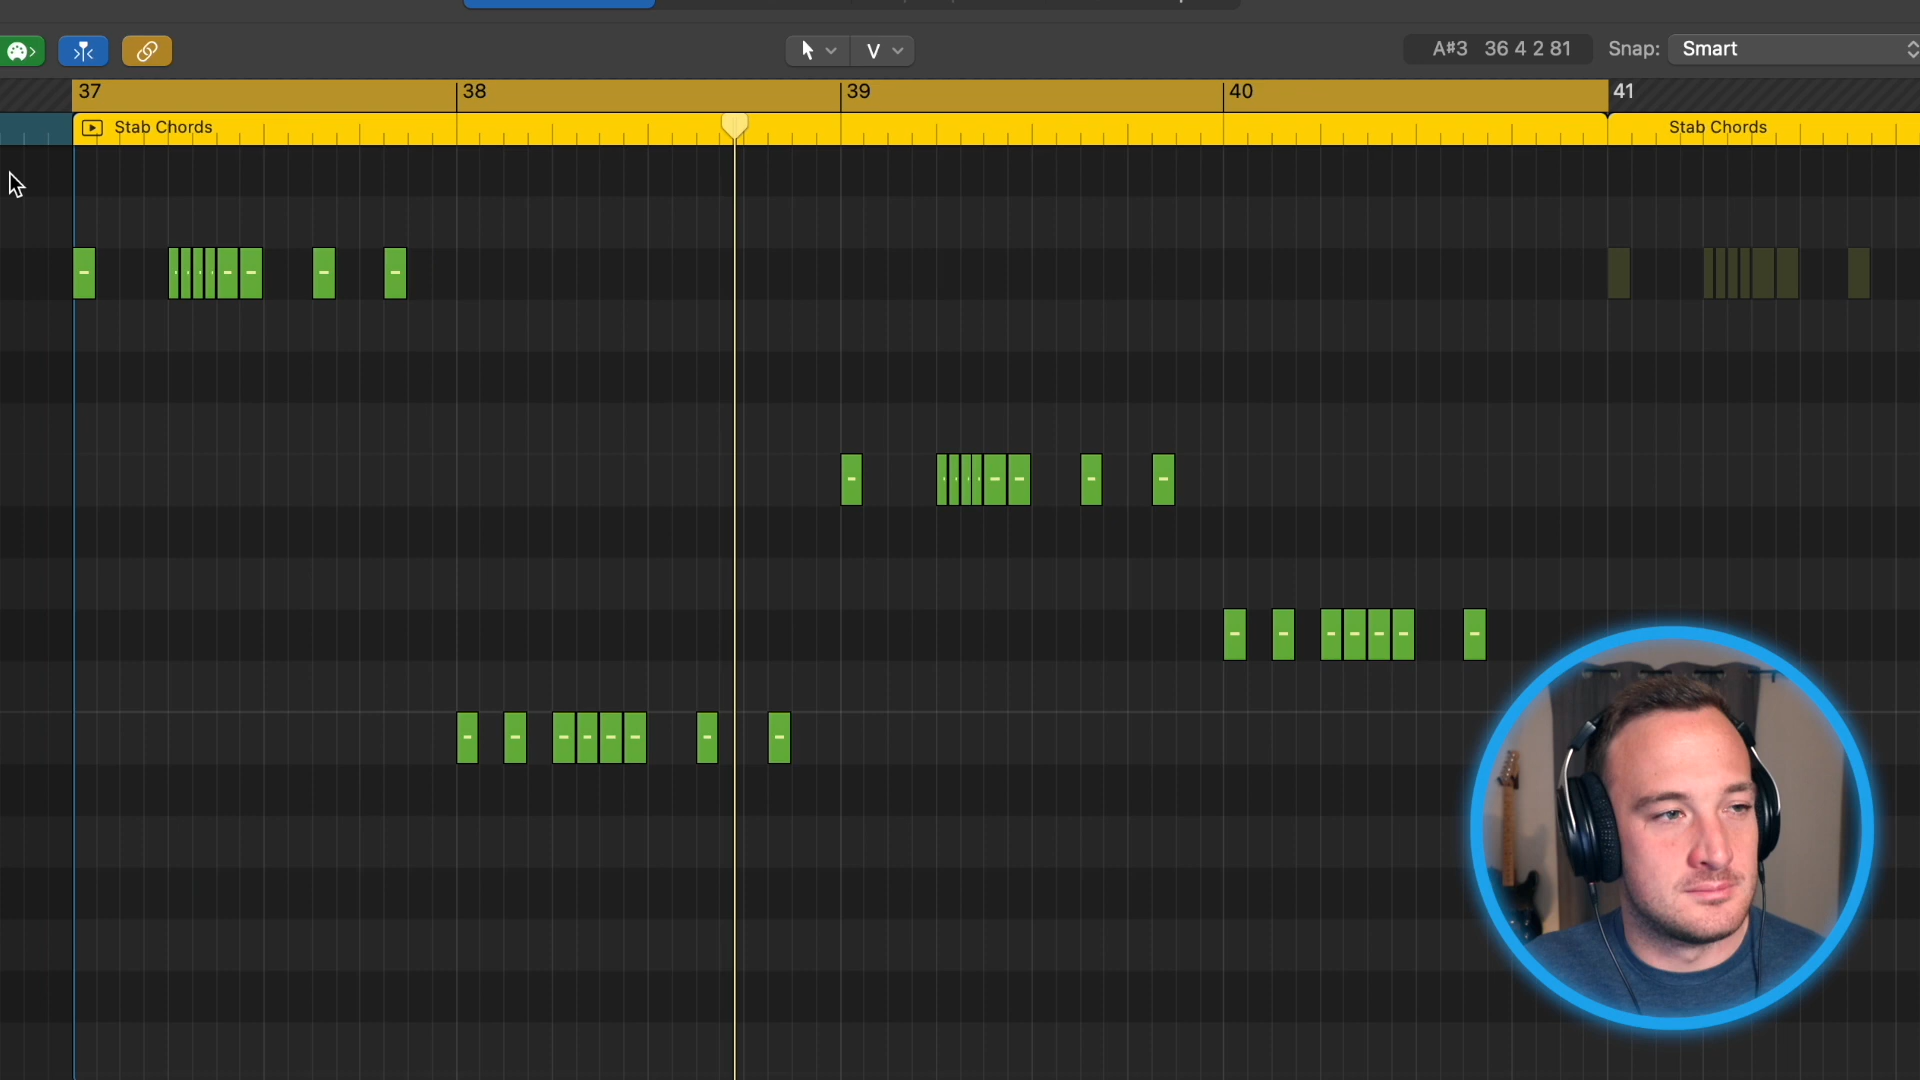 V
A#3 36 4 2 81
Snap: Smart
37 38 39 40 41
Stab Chords
Stab Chords